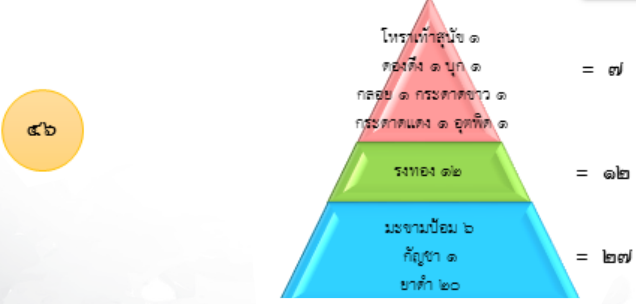 โหราเท้าสุนัข ๑
ดองดึง ๑ บุก ๑
กลอย ๑ กระดาดขาว ๑
กระดาดแดง ๑ อุตพิด ๑
= ๗
๔๖
รงทอง ๑๒
= ๑๒
มะขามป้อม ๖
กัญชา ๑
ยาดำ ๒๐
= ๒๗